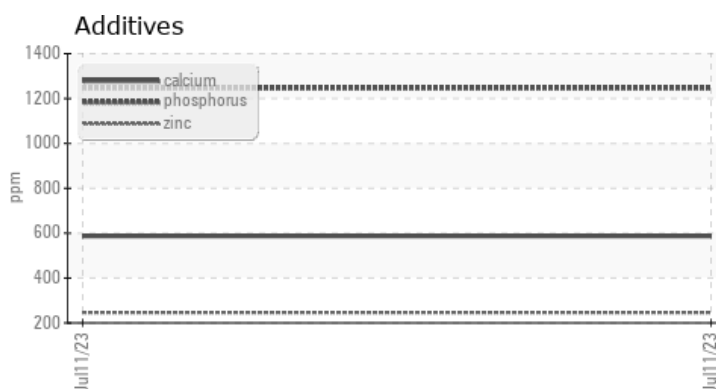 Additives
1400
1200
1000
800
600
400
200
ppm
calcium
phosphorus
zinc
Jul11/23
Jul11/23